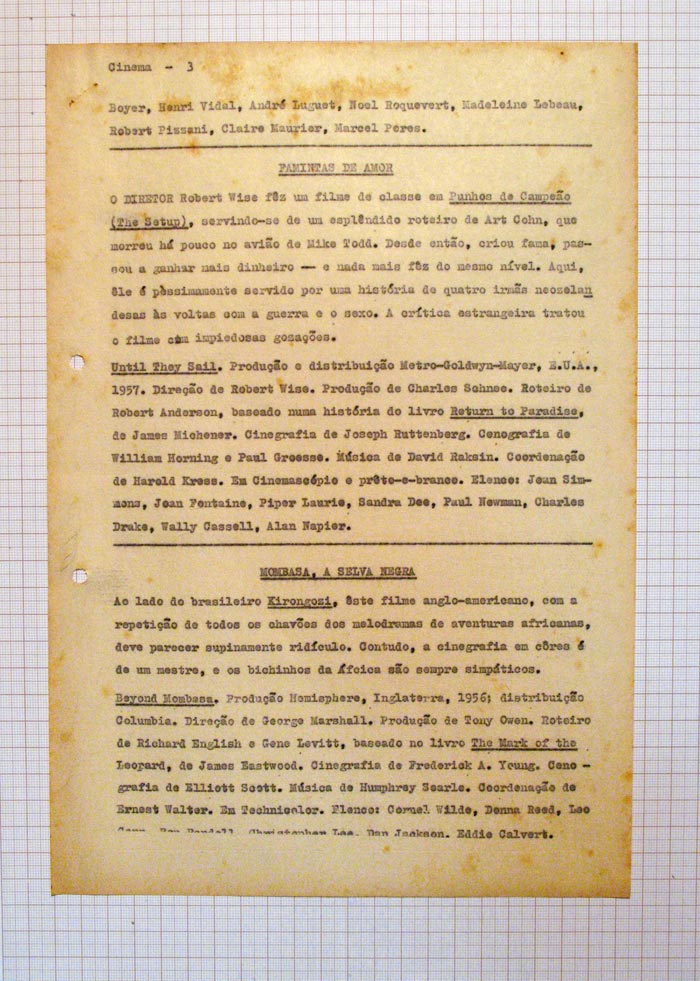 Cinema - 3
Boyer, Henri Vidal, André Luguet, Noel Roquevert, Madeleine Lebeau,
Robert Pizzani, Claire Maurier, Marcel Peres.
FAMINTAS DE AMOR
O DIRETOR Robert Wise fêz um filme de classe em Punhos de Campeão
(The Setup), servindo-se de um esplêndido roteiro de Art Cohn, que
morreu há pouco no avião de Mike Todd. Desde então, criou fama, pas-
sou a ganhar mais dinheiro — e nada mais fêz do mesmo nível. Aqui,
êle é pèssimamente servido por uma história de quatro irmãs neozelan
desas às voltas com a guerra e o sexo. A crítica estrangeira tratou
o filme com impiedosas gozações.
Until They Sail. Produção e distribuição Metro-Goldwyn-Mayer, E.U.A.,
1957. Direção de Robert Wise. Produção de Charles Schnee. Roteiro de
Robert Anderson, baseado numa história do livro Return to Paradise,
de James Michener. Cinegrafia de Joseph Ruttenberg. Cenografia de
William Horning e Paul Groesse. Música de David Raksin. Coordenação
de Harold Kress. Em Cinemascópio e prêto-e-branco. Elenco: Jean Sim-
mons, Joan Fontaine, Piper Laurie, Sandra Dee, Paul Newman, Charles
Drake, Wally Cassell, Alan Napier.
MOMBASA, A SELVA NEGRA
Ao lado do brasileiro Kirongozi, êste filme anglo-americano, com a
repetição de todos os chavões dos melodramas de aventuras africanas,
deve parecer supinamente ridículo. Contudo, a cinegrafia em côres é
de um mestre, e os bichinhos da Áfcica são sempre simpáticos.
Beyond Mombasa. Produção Hemisphere, Inglaterra, 1956; distribuição
Columbia. Direção de George Marshall. Produção de Tony Owen. Roteiro
de Richard English e Gene Levitt, baseado no livro The Mark of the
Leopard, de James Eastwood. Cinegrafia de Frederick A. Young. Ceno -
grafia de Elliott Scott. Música de Humphrey Searle. Coordenação de
Ernest Walter. Em Technicolor. Elenco: Cornel Wilde, Donna Reed, Leo
Genn, Ron Randell, Christopher Lee, Dan Jackson. Eddie Calvert.